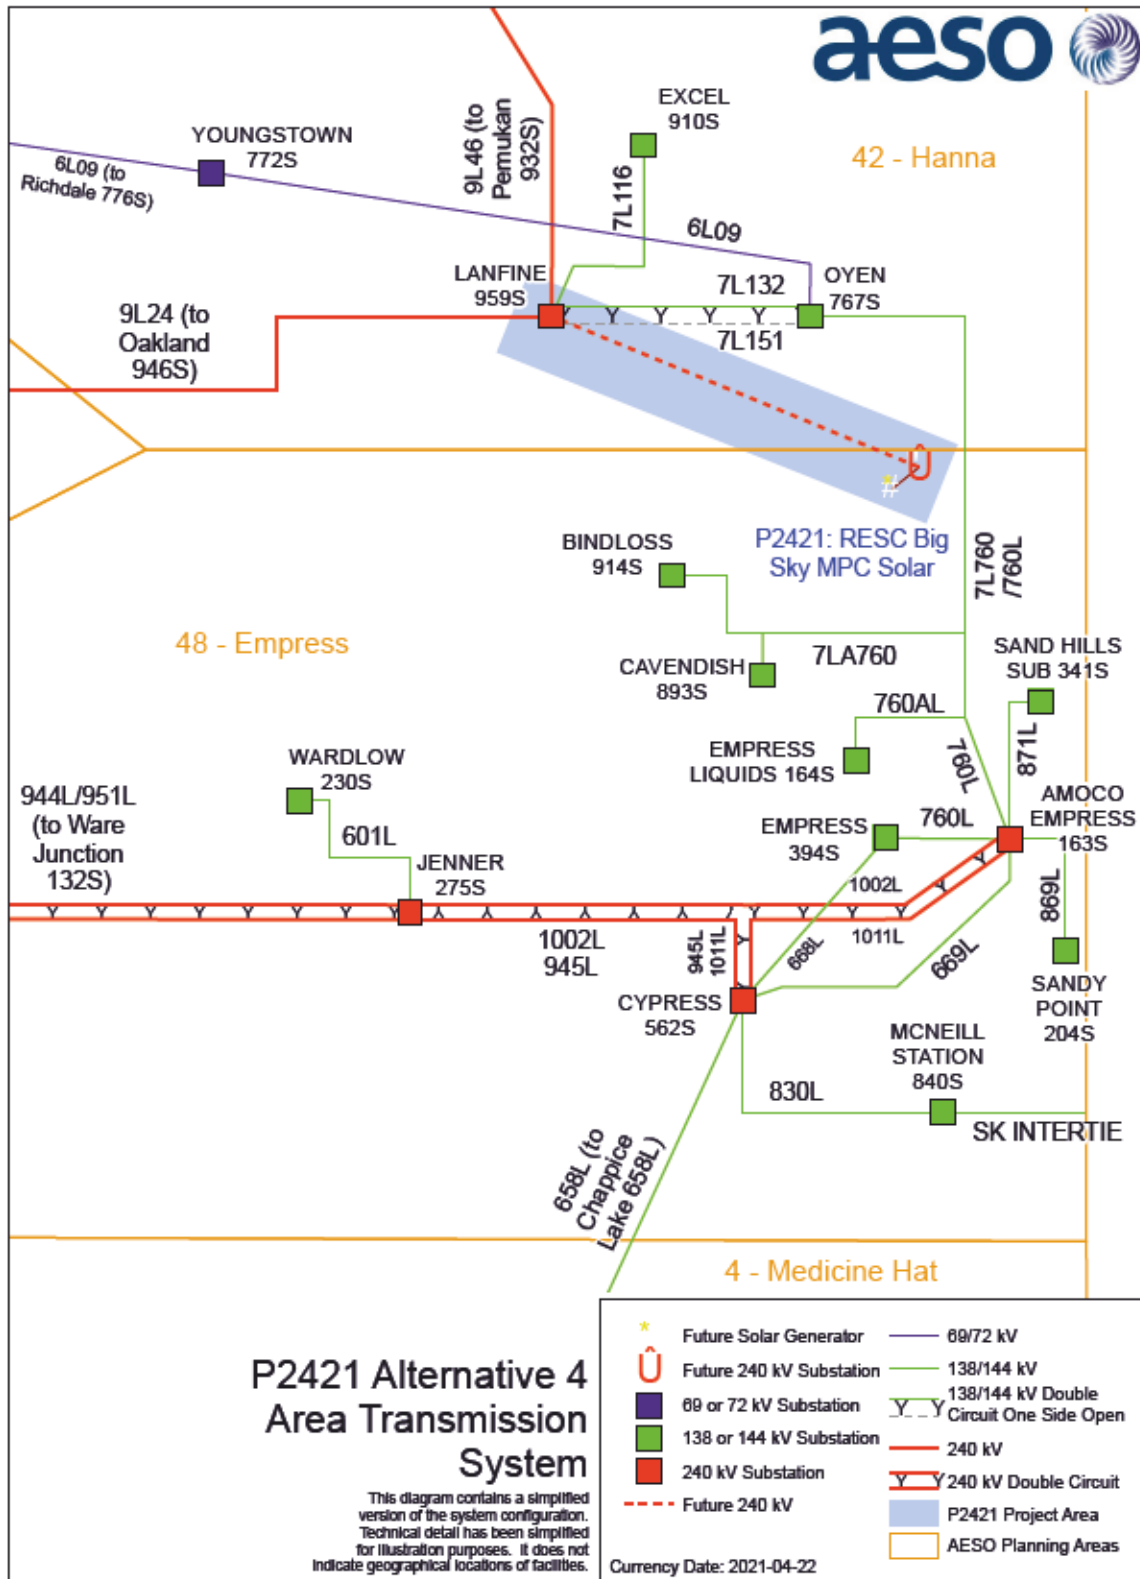 aeso
EXCEL
910S
YOUNGSTOWN
772S
9L46 (to
Pemukan
932S)
42 - Hanna
6L09 (to
Richdale 776S)
7L116
6L09
LANFINE
959S
7L132
OYEN
767S
9L24 (to
Oakland
946S)
7L151
P2421: RESC Big
Sky MPC Solar
BINDLOSS
914S
7L760
/760L
48 - Empress
CAVENDISH
893S
7LA760
SAND HILLS
SUB 341S
760AL
EMPRESS
LIQUIDS 164S
WARDLOW
230S
760L
871L
944L/951L
(to Ware
Junction
132S)
601L
AMOCO
EMPRESS
163S
EMPRESS
394S
760L
JENNER
275S
1002L
869L
1002L
945L
945L
1011L
668L
1011L
669L
CYPRESS
562S
SANDY
POINT
204S
MCNEILL
STATION
840S
830L
SK INTERTIE
658L (to
Chappice
Lake 658L)
4 - Medicine Hat
P2421 Alternative 4
Area Transmission
System
This diagram contains a simplified
version of the system configuration.
Technical detail has been simplified
for illustration purposes. It does not
indicate geographical locations of facilities.
Future Solar Generator
Future 240 kV Substation
69 or 72 kV Substation
138 or 144 kV Substation
240 kV Substation
Future 240 kV
69/72 kV
138/144 kV
138/144 kV Double
Circuit One Side Open
240 kV
240 kV Double Circuit
P2421 Project Area
AESO Planning Areas
Currency Date: 2021-04-22